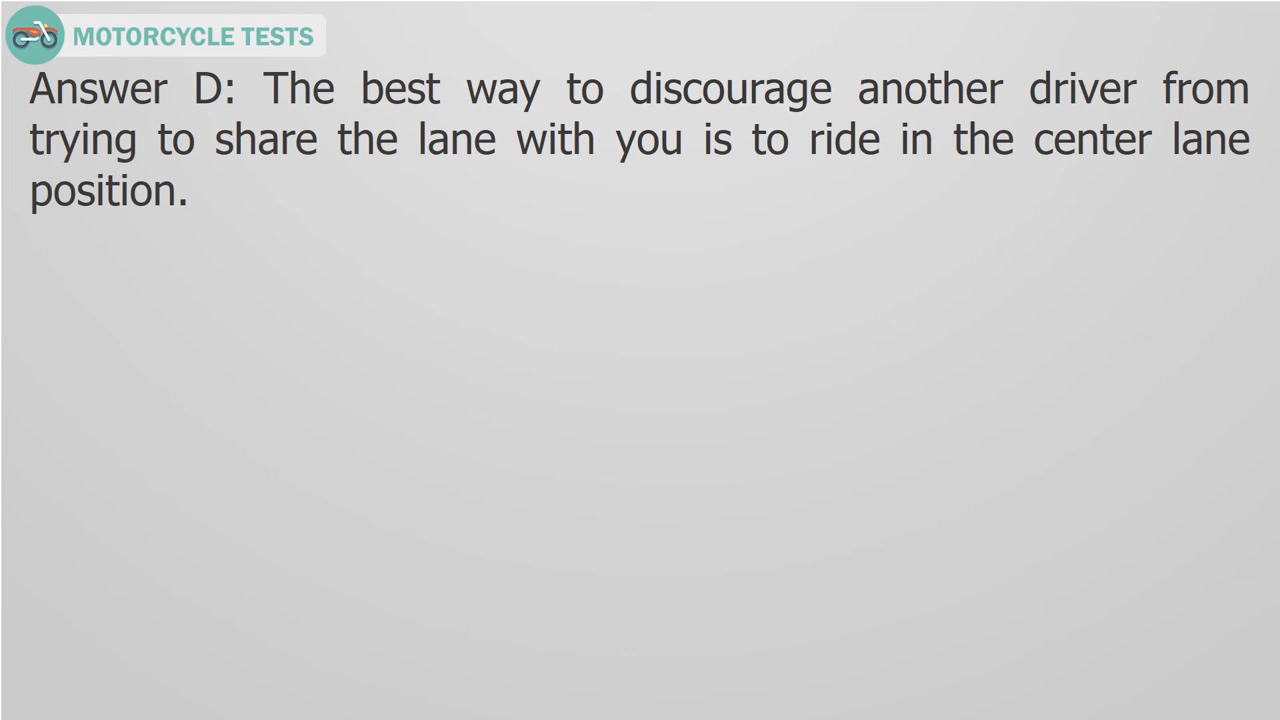 MOTORCYCLE TESTS
Answer D: The best way to discourage another driver from
trying to share the lane with you is to ride in the center lane
position.